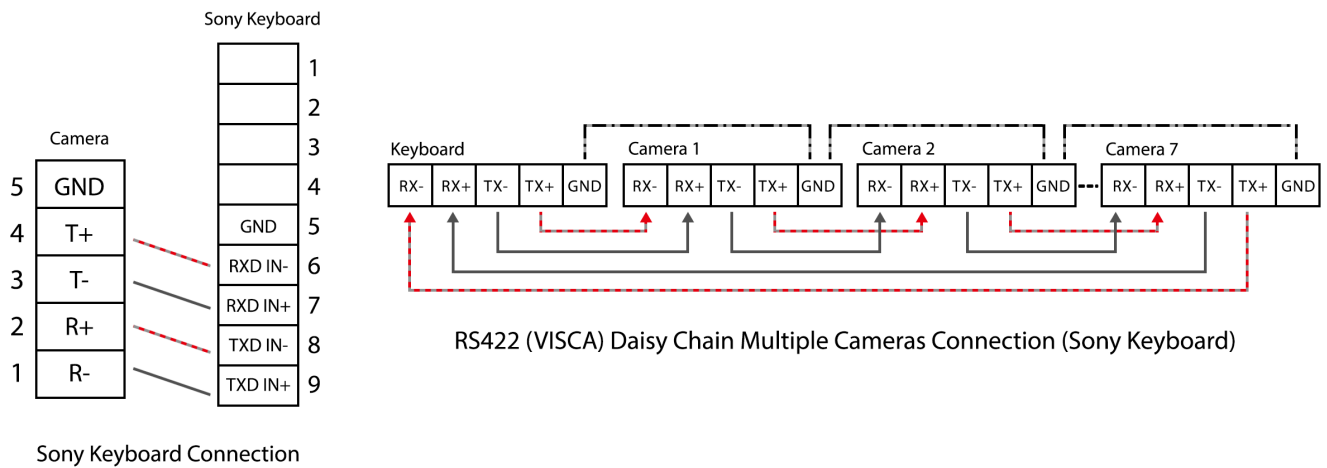 Sony Keyboard
1
2
3
4
GND 5
RXD IN- 6
RXD IN+ 7
TXD IN- 8
TXD IN+ 9
Camera
5 GND
4 T+
3 T-
2 R+
1 R-
Sony Keyboard Connection
Keyboard Camera 1 Camera 2 Camera 7
RX- RX+ TX- TX+ GND RX- RX+ TX- TX+ GND RX- RX+ TX- TX+ GND RX- RX+ TX- TX+ GND
RS422 (VISCA) Daisy Chain Multiple Cameras Connection (Sony Keyboard)